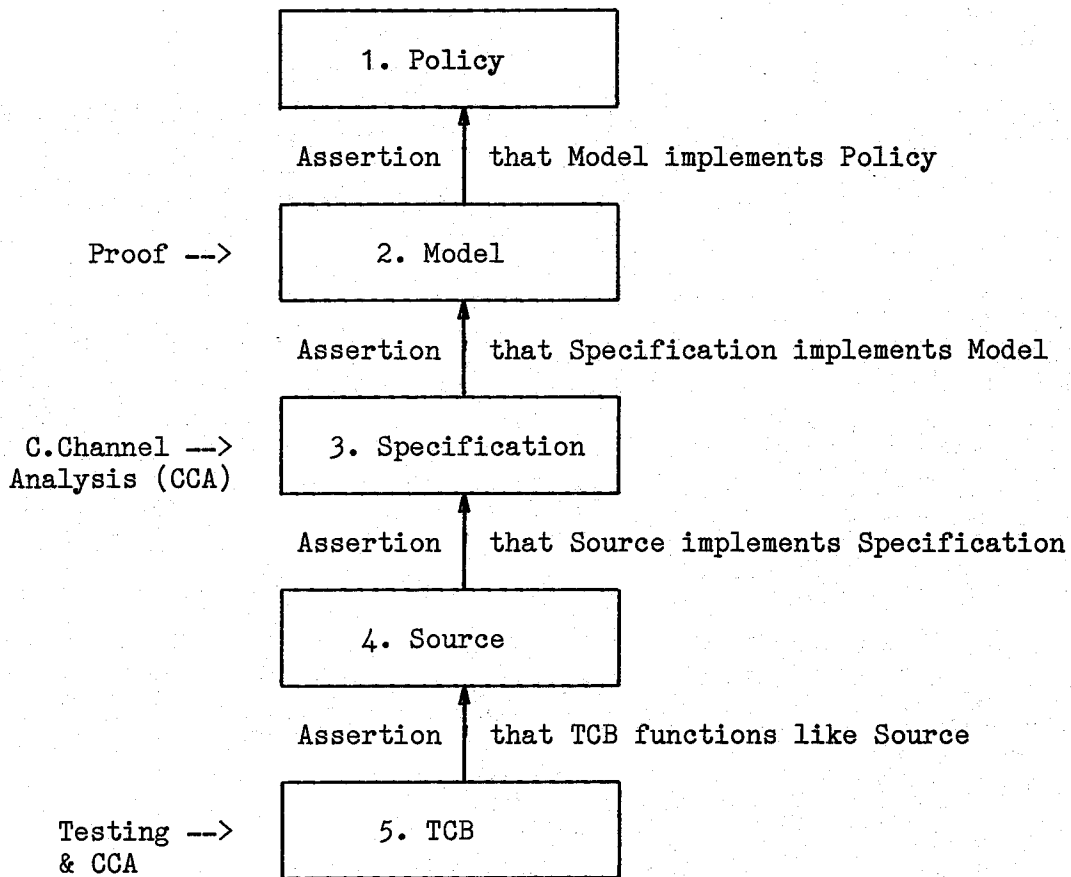 1. Policy
Assertion that Model implements Policy
Proof --> 2. Model
Assertion that Specification implements Model
C.Channel --> 3. Specification
Analysis (CCA)
Assertion that Source implements Specification
4. Source
Assertion that TCB functions like Source
Testing --> 5. TCB
& CCA